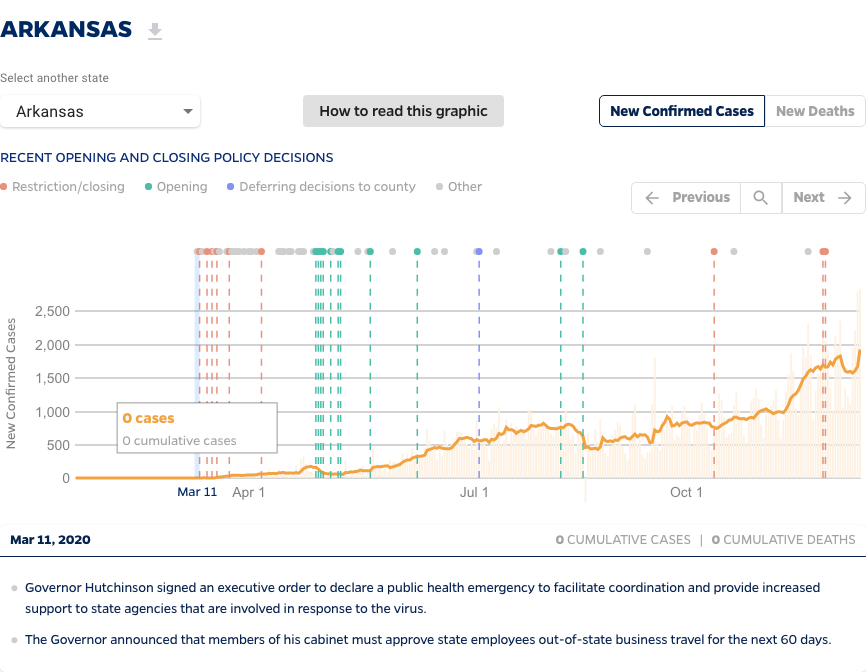 ARKANSAS
Select another state
Arkansas
How to read this graphic
New Confirmed Cases
New Deaths
RECENT OPENING AND CLOSING POLICY DECISIONS
Restriction/closing
Opening
Deferring decisions to county
Other
Previous
Next
New Confirmed Cases
2,500
2,000
1,500
1,000
500
0
0 cases
0 cumulative cases
Mar 11
Apr 1
Jul 1
Oct 1
Mar 11, 2020
0 CUMULATIVE CASES | 0 CUMULATIVE DEATHS
Governor Hutchinson signed an executive order to declare a public health emergency to facilitate coordination and provide increased
support to state agencies that are involved in response to the virus.
The Governor announced that members of his cabinet must approve state employees out-of-state business travel for the next 60 days.